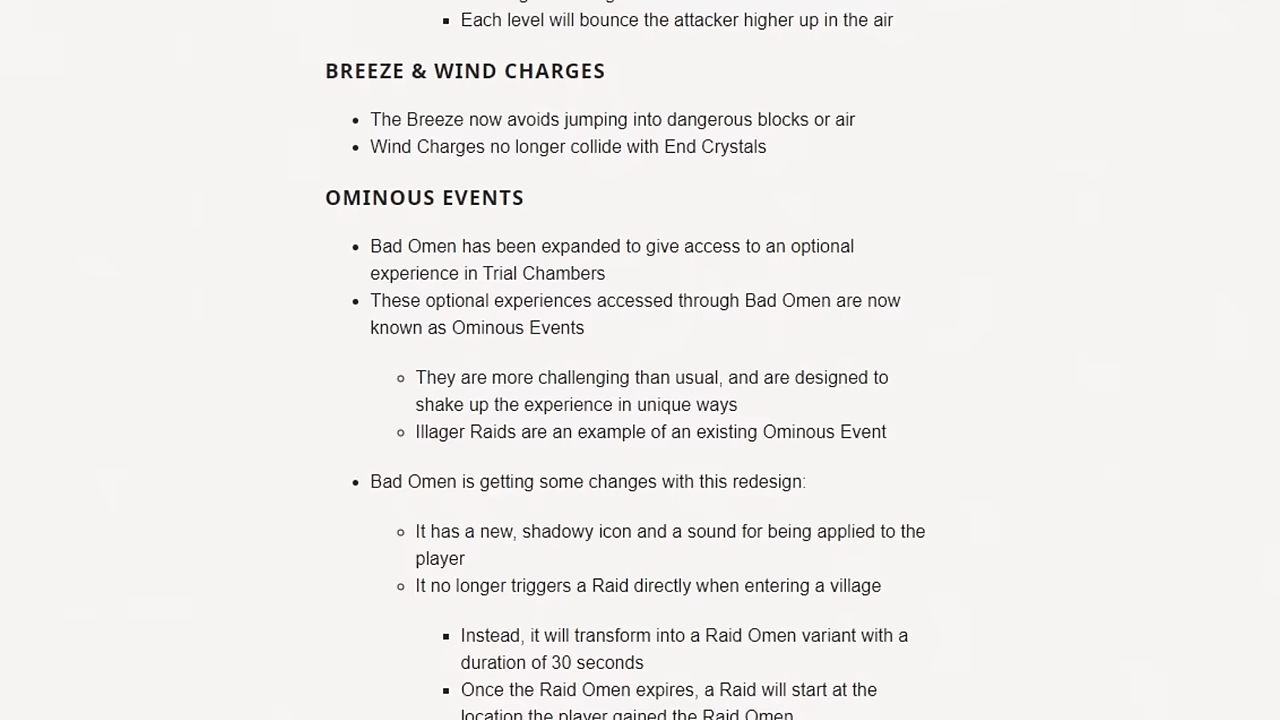 Each level will bounce the attacker higher up in the air
BREEZE & WIND CHARGES
The Breeze now avoids jumping into dangerous blocks or air
Wind Charges no longer collide with End Crystals
OMINOUS EVENTS
Bad Omen has been expanded to give access to an optional
experience in Trial Chambers
These optional experiences accessed through Bad Omen are now
known as Ominous Events
They are more challenging than usual, and are designed to
shake up the experience in unique ways
Illager Raids are an example of an existing Ominous Event
Bad Omen is getting some changes with this redesign:
It has a new, shadowy icon and a sound for being applied to the
player
It no longer triggers a Raid directly when entering a village
Instead, it will transform into a Raid Omen variant with a
duration of 30 seconds
Once the Raid Omen expires, a Raid will start at the
location the player gained the Raid Omen